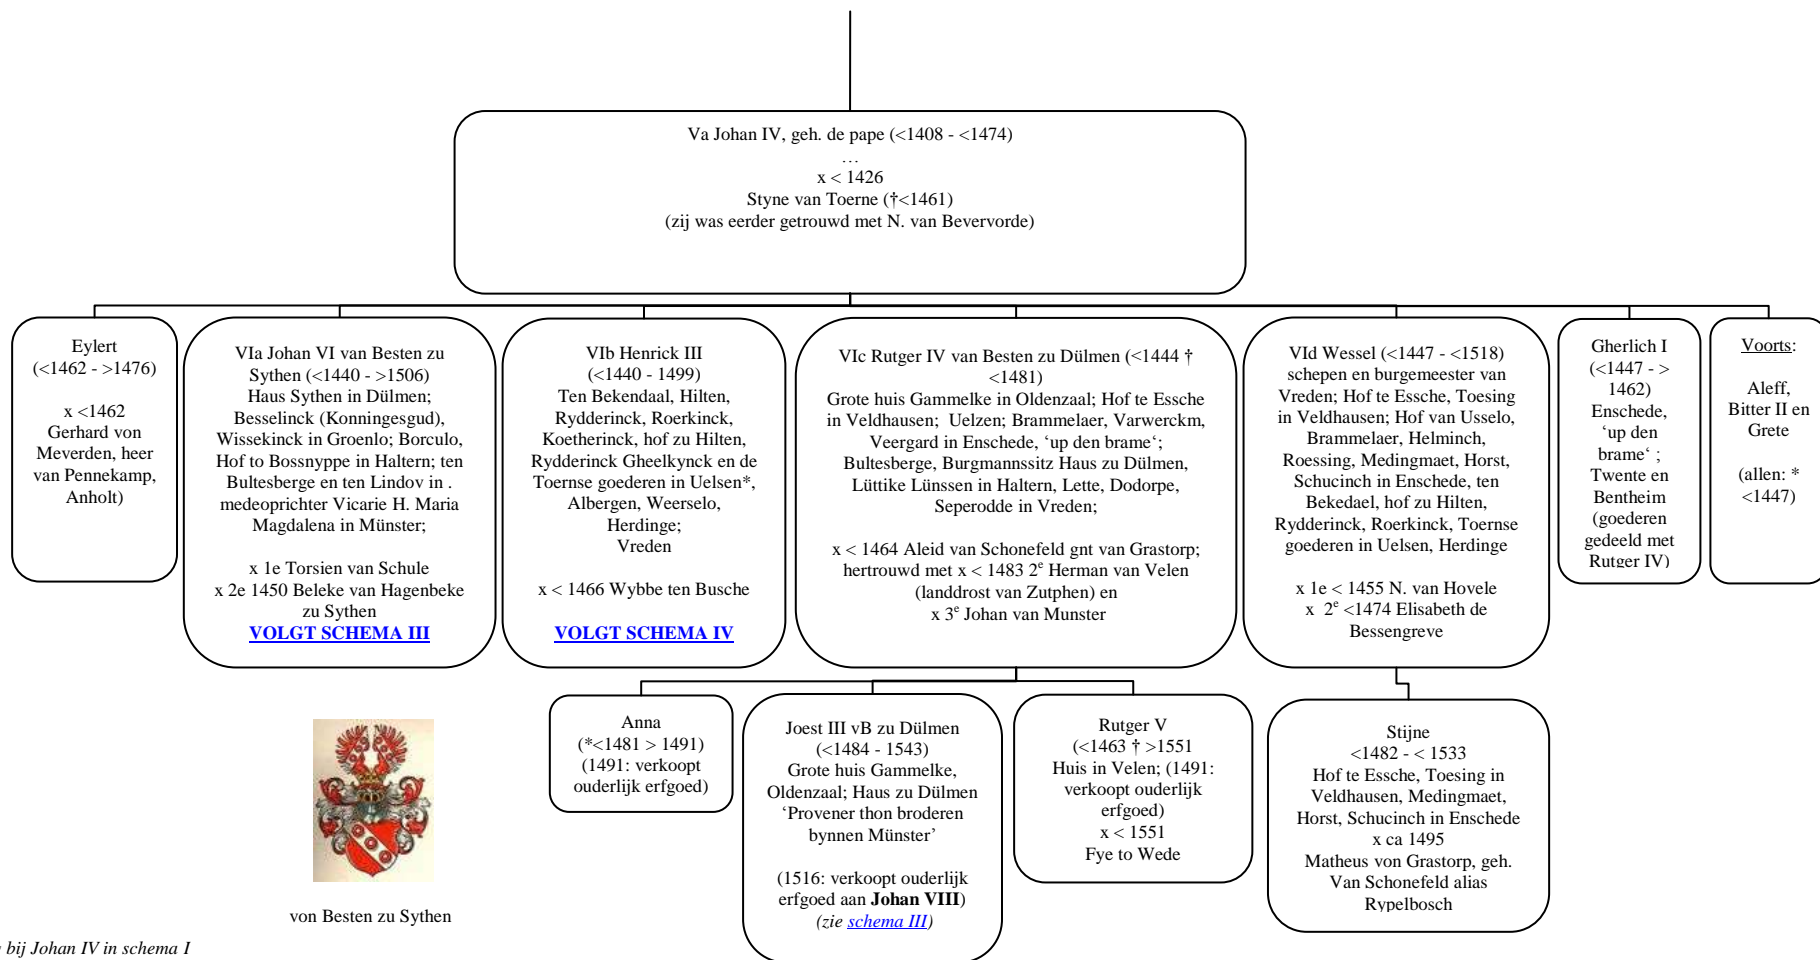 Va Johan IV, geh. de pape (<1408 - <1474)
…
x < 1426
Styne van Toerne (†<1461)
(zij was eerder getrouwd met N. van Bevervorde)
Eylert
(<1462 - >1476)
x <1462
Gerhard von
Meverden, heer
van Pennekamp,
Anholt)
VIa Johan VI van Besten zu
Sythen (<1440 - >1506)
Haus Sythen in Dülmen;
Besselinck (Konningesgud),
Wissekinck in Groenlo; Borculo,
Hof to Bossnyppe in Haltern; ten
Bultesberge en ten Lindov in .
medeoprichter Vicarie H. Maria
Magdalena in Münster;
x 1e Torsien van Schule
x 2e 1450 Beleke van Hagenbeke
zu Sythen
VOLGT SCHEMA III
VIb Henrick III
(<1440 - 1499)
Ten Bekendaal, Hilten,
Rydderinck, Roerkinck,
Koetherinck, hof zu Hilten,
Rydderinck Gheelkynck en de
Toernse goederen in Uelsen*,
Albergen, Weerselo,
Herdinge;
Vreden
x < 1466 Wybbe ten Busche
VOLGT SCHEMA IV
VIc Rutger IV van Besten zu Dülmen (<1444 †
<1481)
Grote huis Gammelke in Oldenzaal; Hof te Essche
in Veldhausen; Uelzen; Brammelaer, Varwerckm,
Veergard in Enschede, ‘up den brame‘;
Bultesberge, Burgmannssitz Haus zu Dülmen,
Lüttike Lünssen in Haltern, Lette, Dodorpe,
Seperodde in Vreden;
x < 1464 Aleid van Schonefeld gnt van Grastorp;
hertrouwd met x < 1483 2e Herman van Velen
(landdrost van Zutphen) en
x 3e Johan van Munster
VId Wessel (<1447 - <1518)
schepen en burgemeester van
Vreden; Hof te Essche, Toesing
in Veldhausen; Hof van Usselo,
Brammelaer, Helminch,
Roessing, Medingmaet, Horst,
Schucinch in Enschede, ten
Bekedael, hof zu Hilten,
Rydderinck, Roerkinck, Toernse
goederen in Uelsen, Herdinge
x 1e < 1455 N. van Hovele
x 2e <1474 Elisabeth de
Bessengreve
Gherlich I
(<1447 - >
1462)
Enschede,
‘up den
brame‘ ;
Twente en
Bentheim
(goederen
gedeeld met
Rutger IV)
Voorts:
Aleff,
Bitter II en
Grete
(allen: *
<1447)
Anna
(*<1481 > 1491)
(1491: verkoopt
ouderlijk erfgoed)
Joest III vB zu Dülmen
(<1484 - 1543)
Grote huis Gammelke,
Oldenzaal; Haus zu Dülmen
‘Provener thon broderen
bynnen Münster’
(1516: verkoopt ouderlijk
erfgoed aan Johan VIII)
(zie schema III)
Rutger V
(<1463 † >1551
Huis in Velen; (1491:
verkoopt ouderlijk
erfgoed)
x < 1551
Fye to Wede
Stijne
<1482 - < 1533
Hof te Essche, Toesing in
Veldhausen, Medingmaet,
Horst, Schucinch in Enschede
x ca 1495
Matheus von Grastorp, geh.
Van Schonefeld alias
Rypelbosch
von Besten zu Sythen
bij Johan IV in schema I